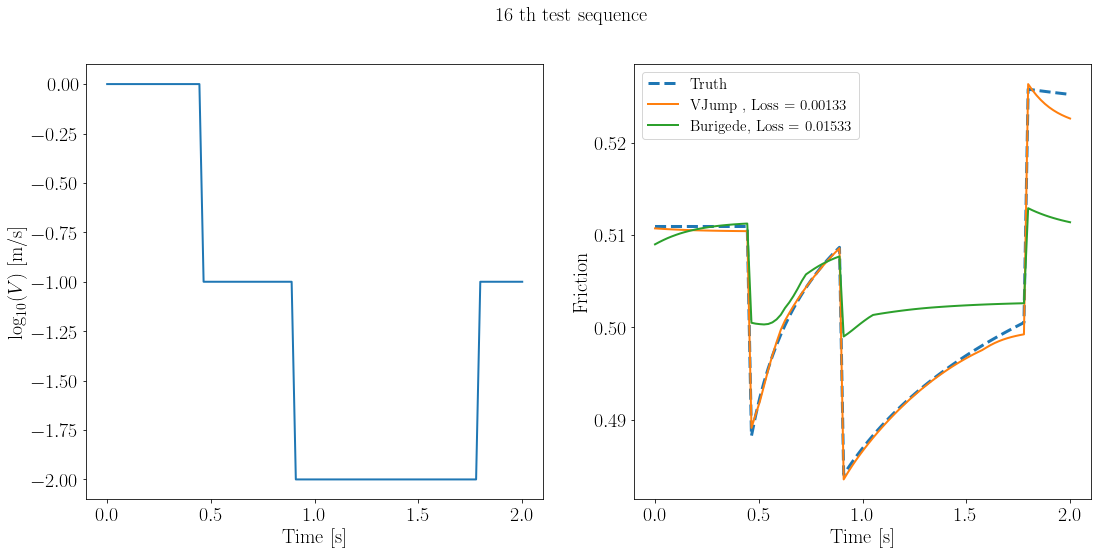 16 th test sequence
0.00
−0.25
−0.50
−0.75
−1.00
−1.25
−1.50
−1.75
−2.00
log₁₀(V) [m/s]
0.0 0.5 1.0 1.5 2.0
Time [s]
Truth
VJump , Loss = 0.00133
Burigede, Loss = 0.01533
0.52
0.51
0.50
0.49
Friction
0.0 0.5 1.0 1.5 2.0
Time [s]